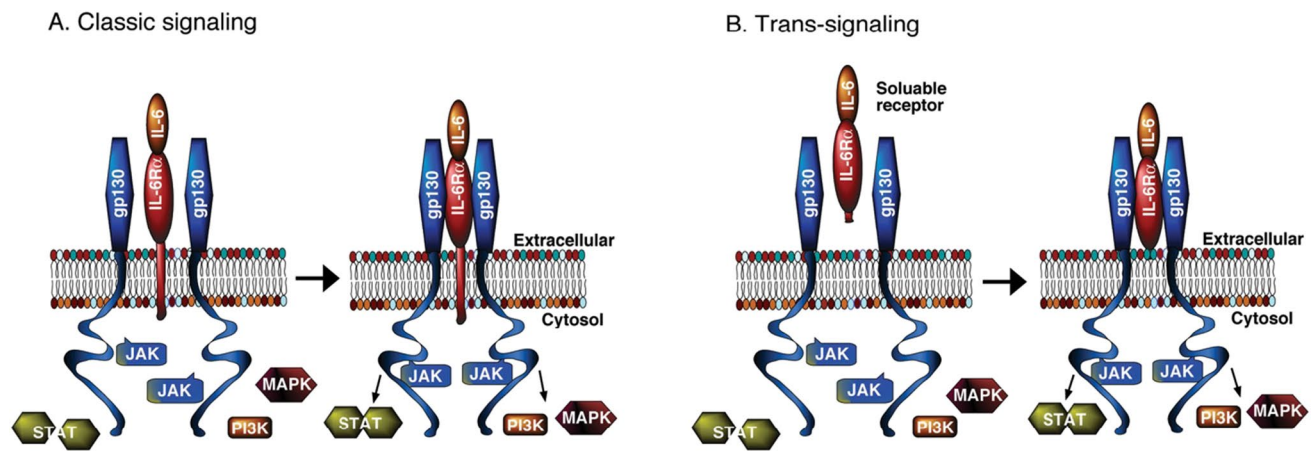 A. Classic signaling
B. Trans-signaling
IL-6
IL-6Rα
gp130
gp130
IL-6
IL-6Rα
gp130
gp130
Extracellular
Cytosol
JAK
JAK
MAPK
STAT
PI3K
JAK
JAK
STAT
PI3K
MAPK
IL-6
Soluable
receptor
IL-6Rα
gp130
gp130
IL-6
IL-6Rα
gp130
gp130
Extracellular
Cytosol
JAK
JAK
MAPK
STAT
PI3K
JAK
JAK
STAT
PI3K
MAPK